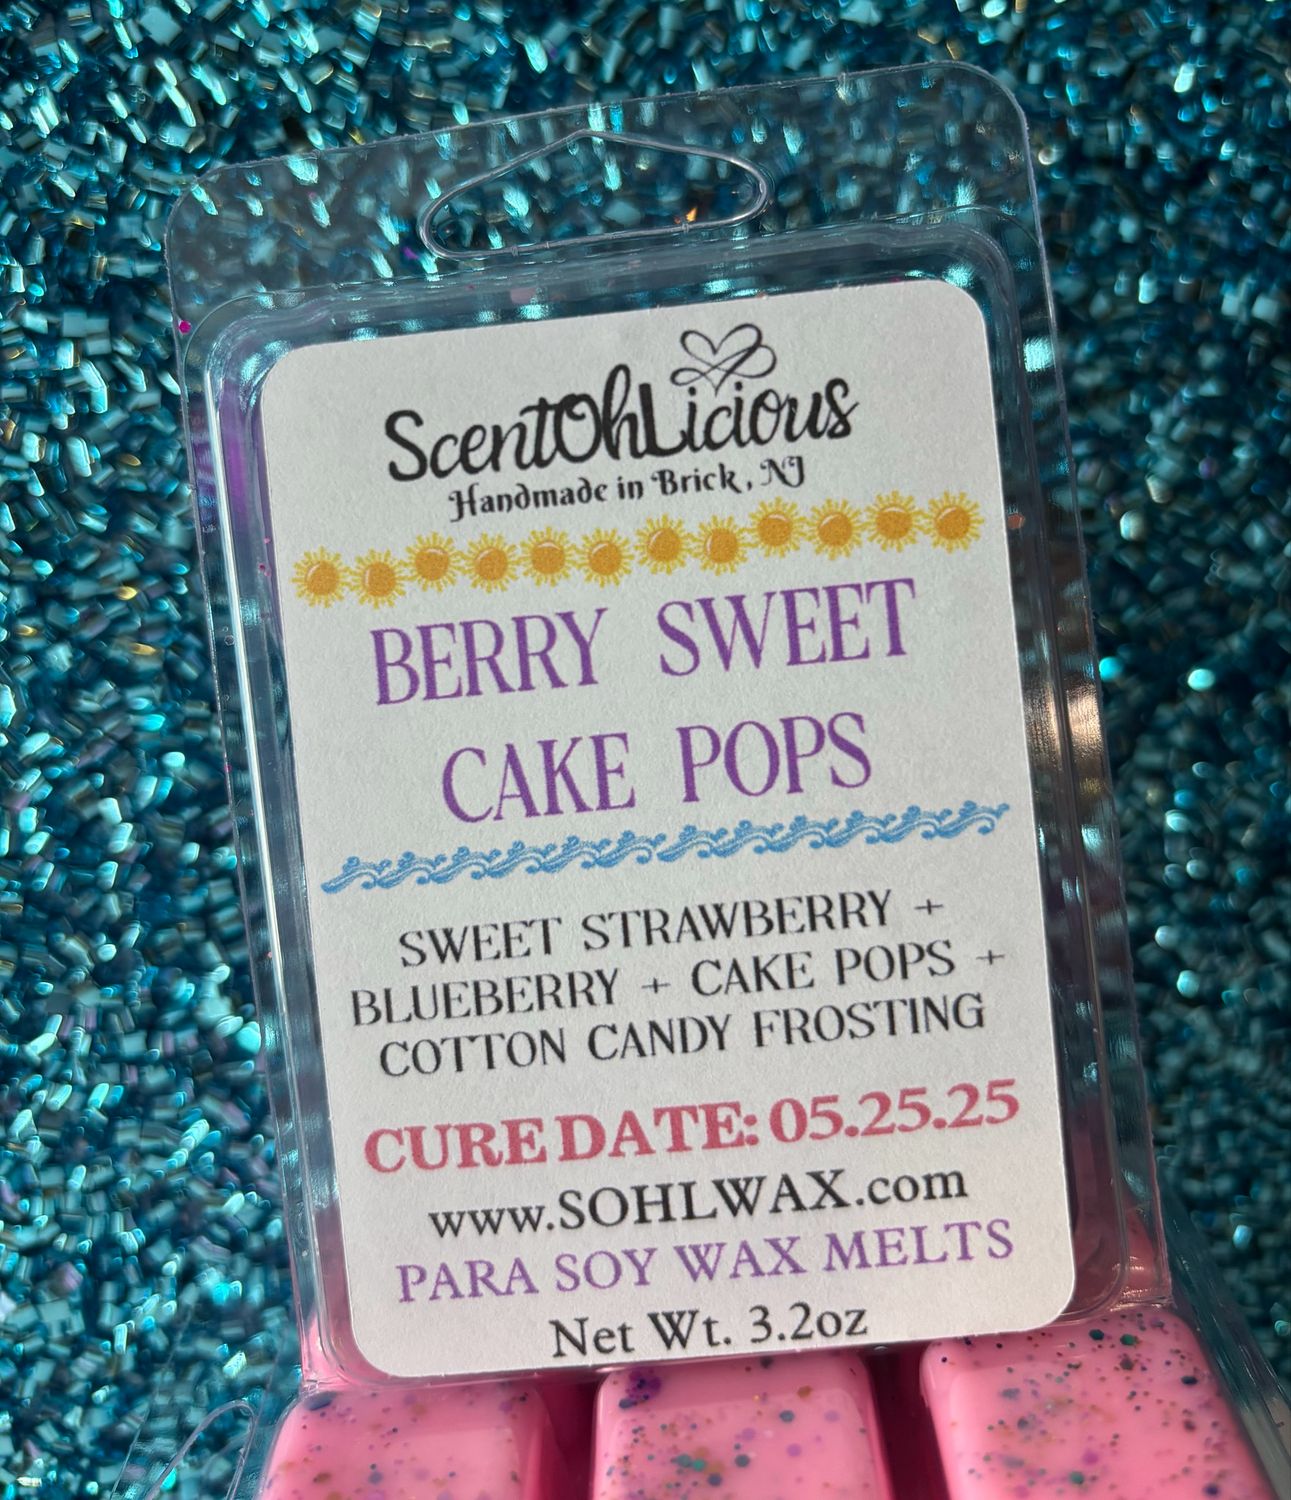 ScentOhLicious
Handmade in Brick, NJ
BERRY SWEET
CAKE POPS
SWEET STRAWBERRY +
BLUEBERRY + CAKE POPS +
COTTON CANDY FROSTING
CURE DATE: 05.25.25
www.SOHLWAX.com
PARA SOY WAX MELTS
Net Wt. 3.2oz